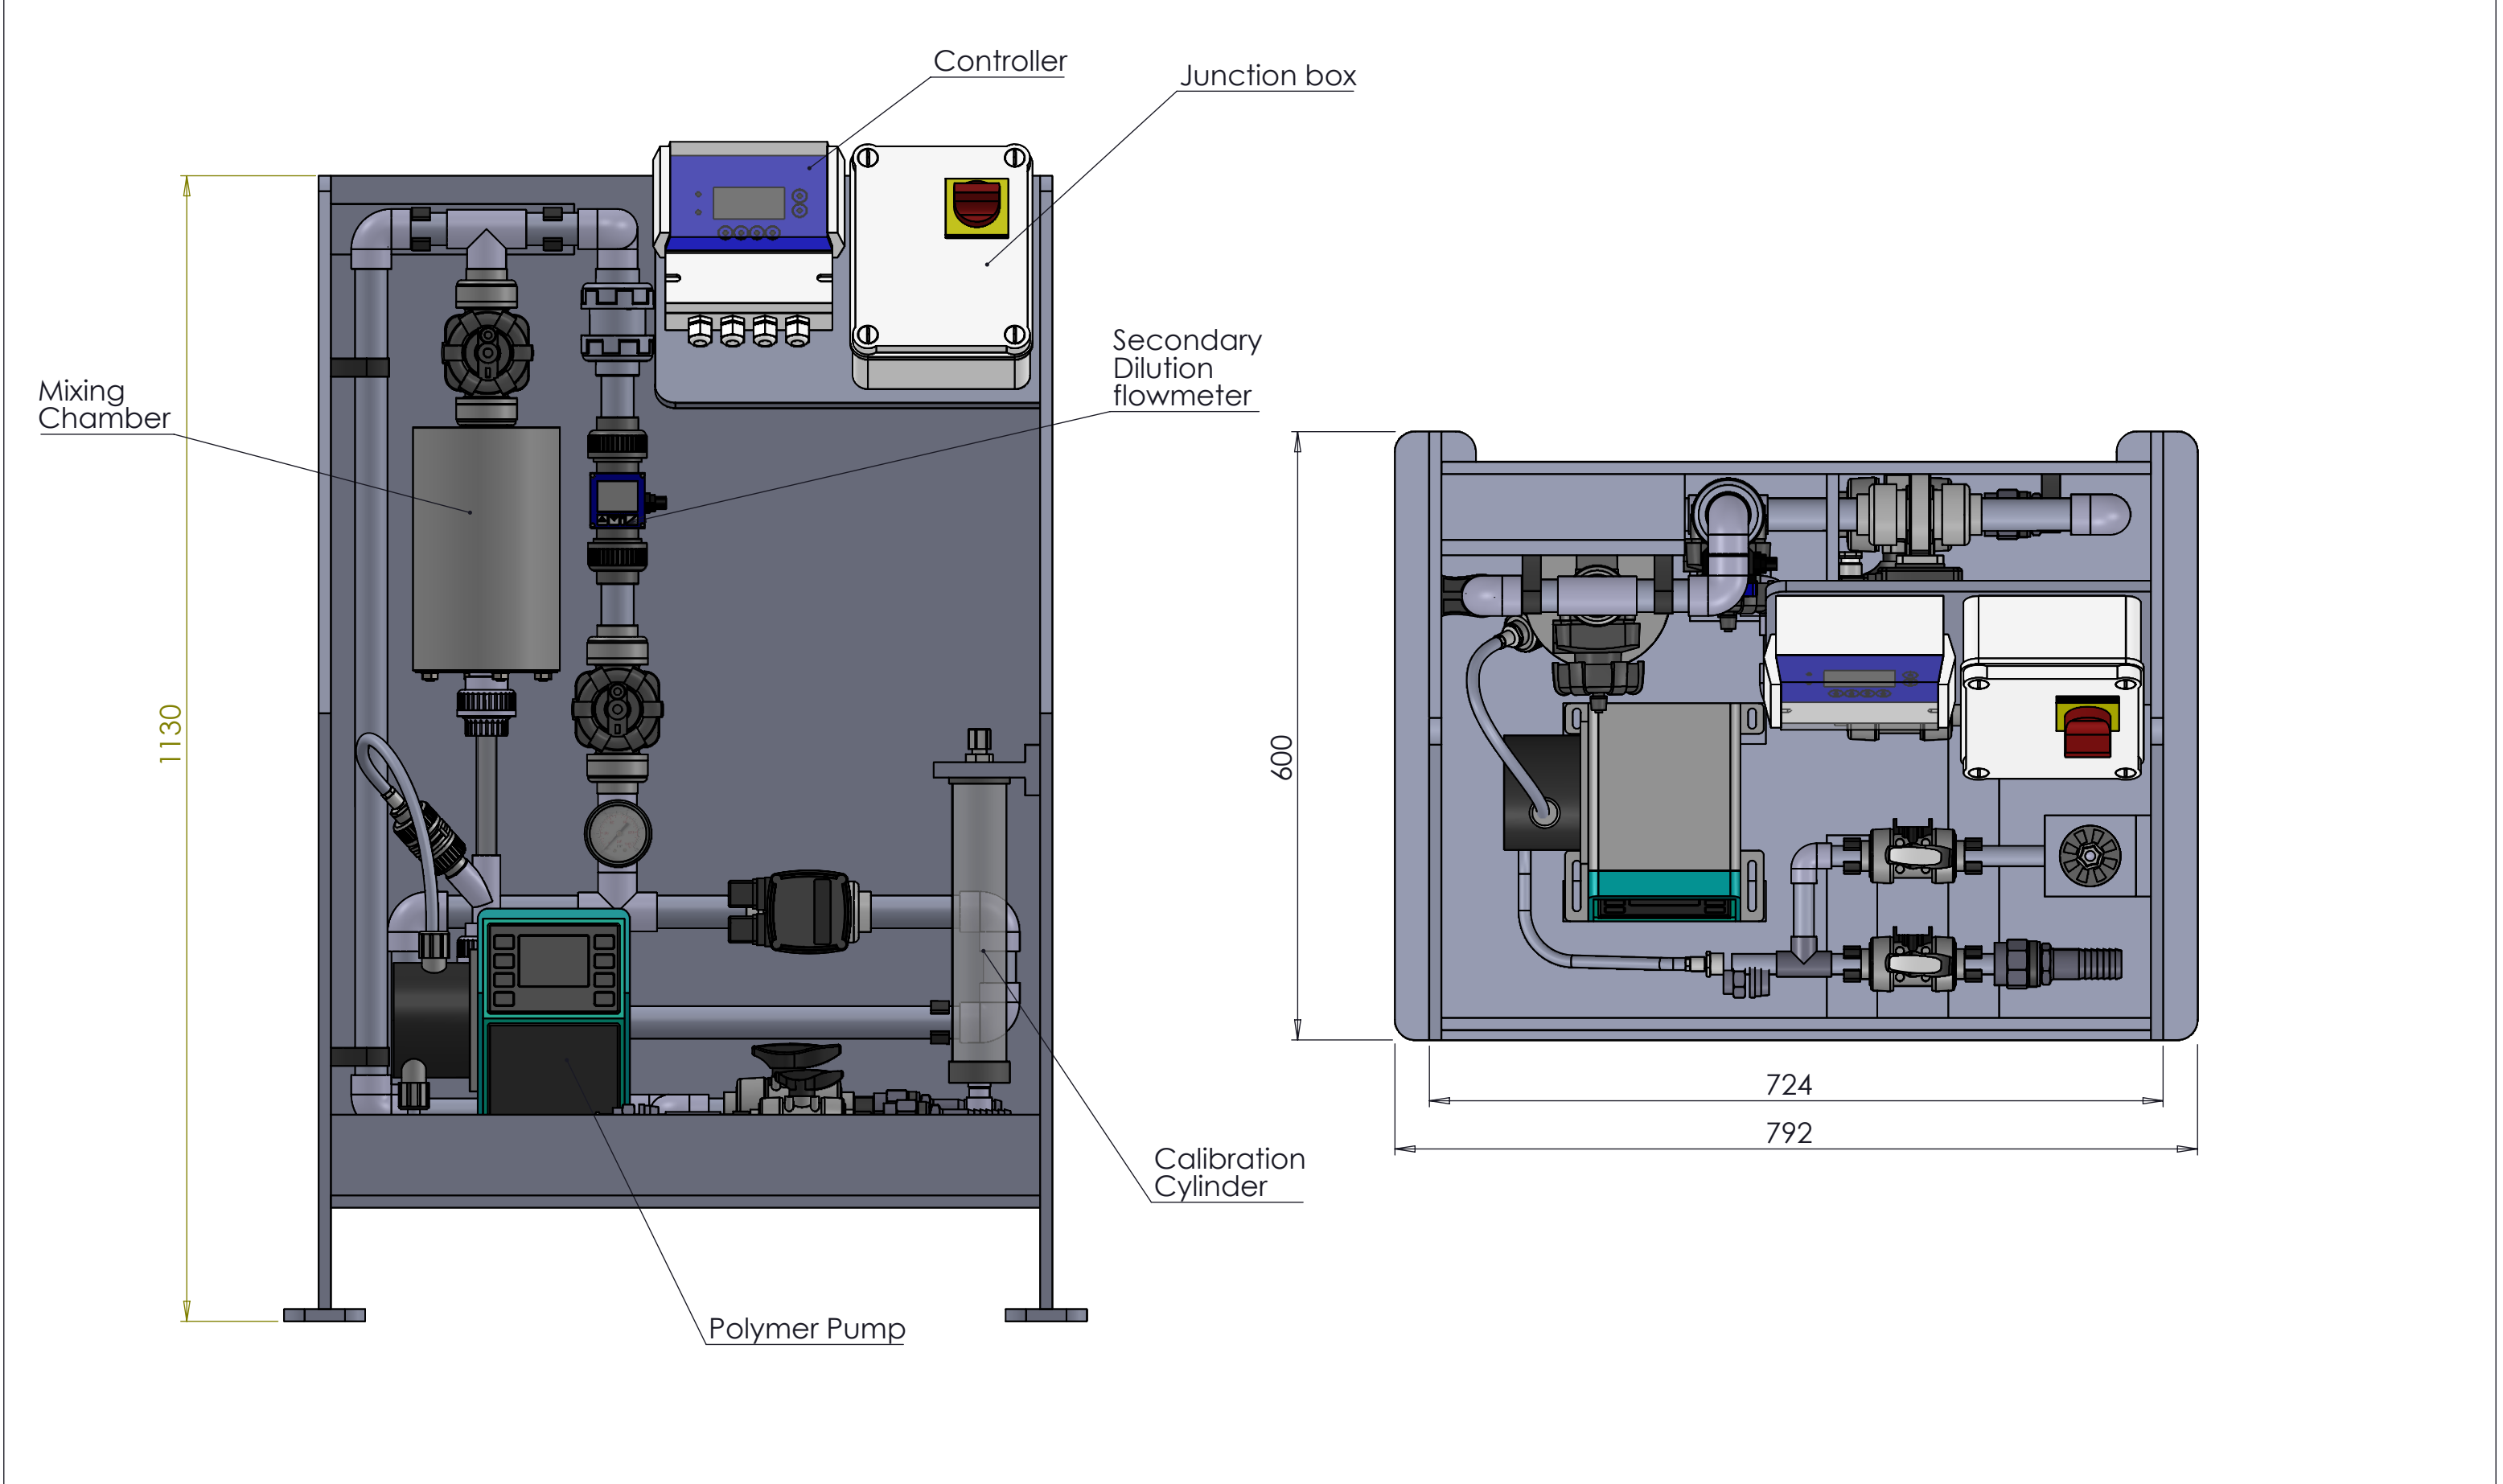 Controller
Junction box
Secondary
Dilution
flowmeter
Mixing
Chamber
1130
600
724
792
Calibration
Cylinder
Polymer Pump